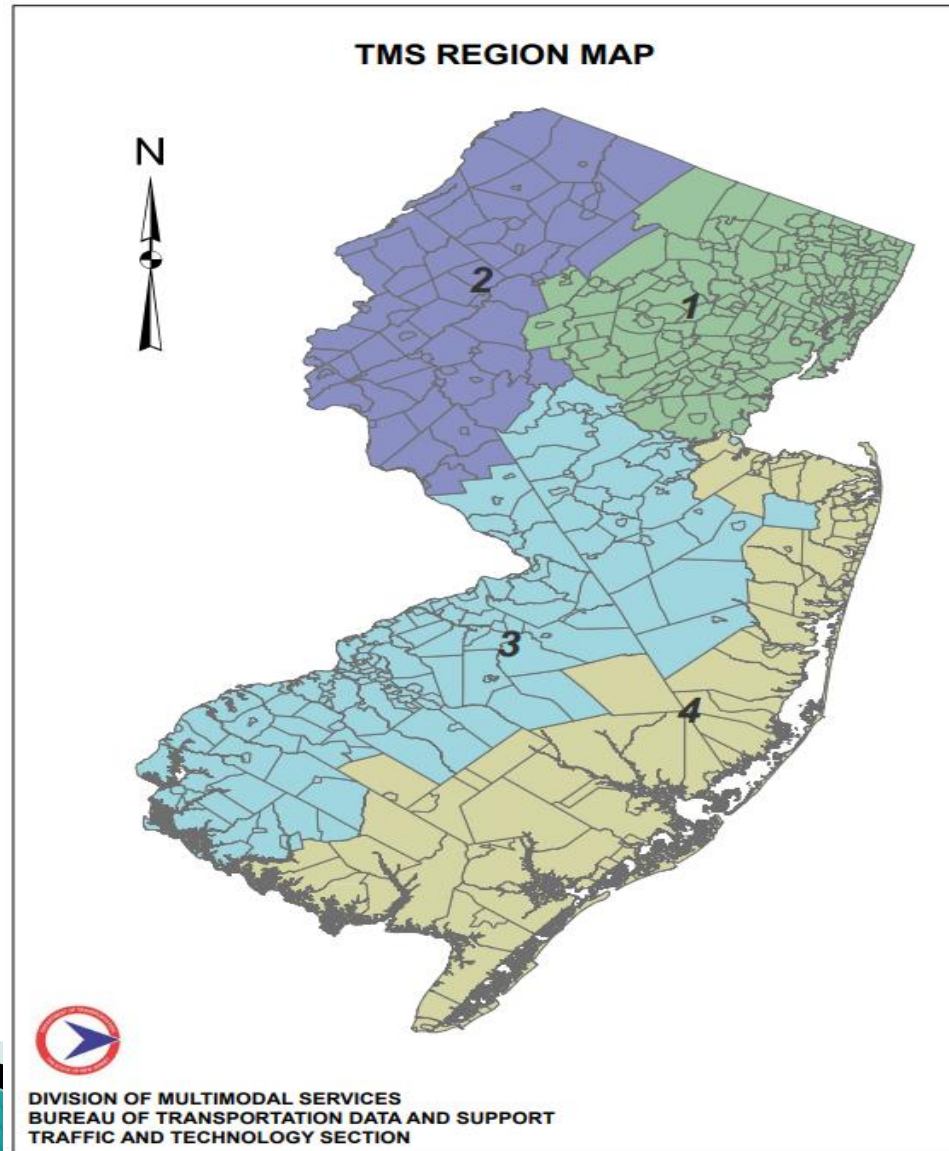 TMS REGION MAP
N
2
1
3
4
DIVISION OF MULTIMODAL SERVICES
BUREAU OF TRANSPORTATION DATA AND SUPPORT
TRAFFIC AND TECHNOLOGY SECTION